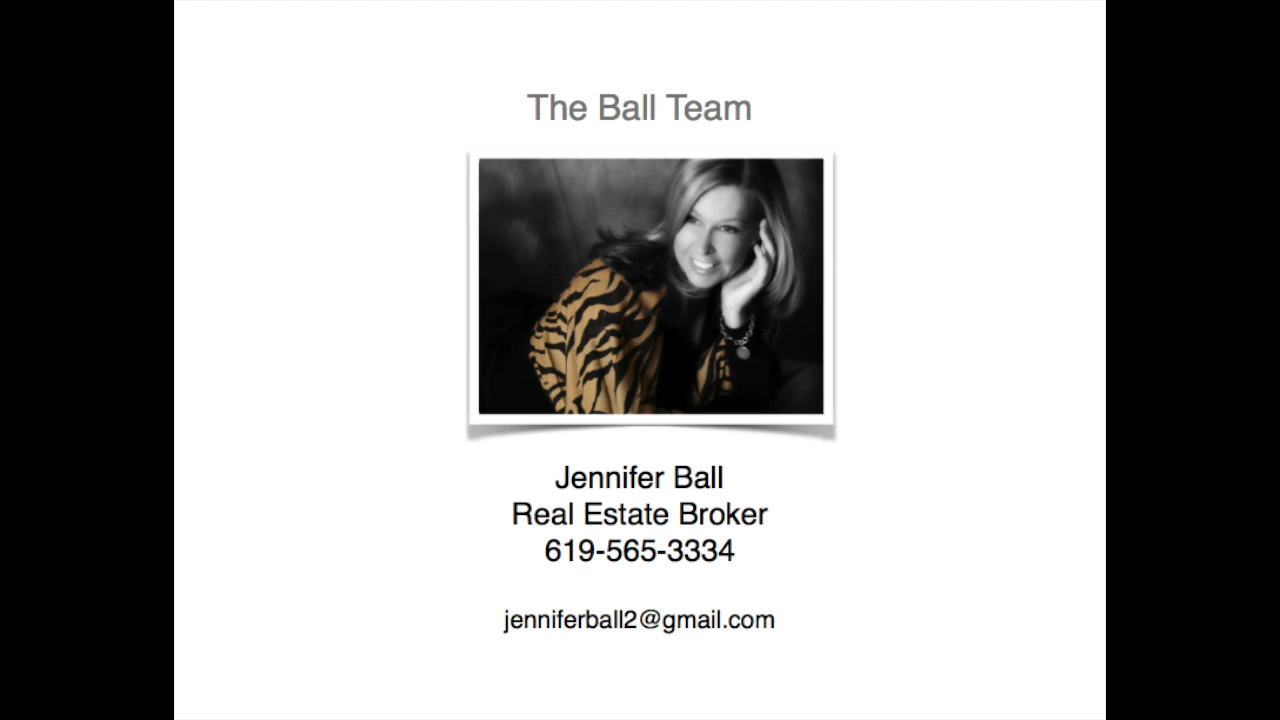 The Ball Team
Jennifer Ball
Real Estate Broker
619-565-3334
jenniferball2@gmail.com